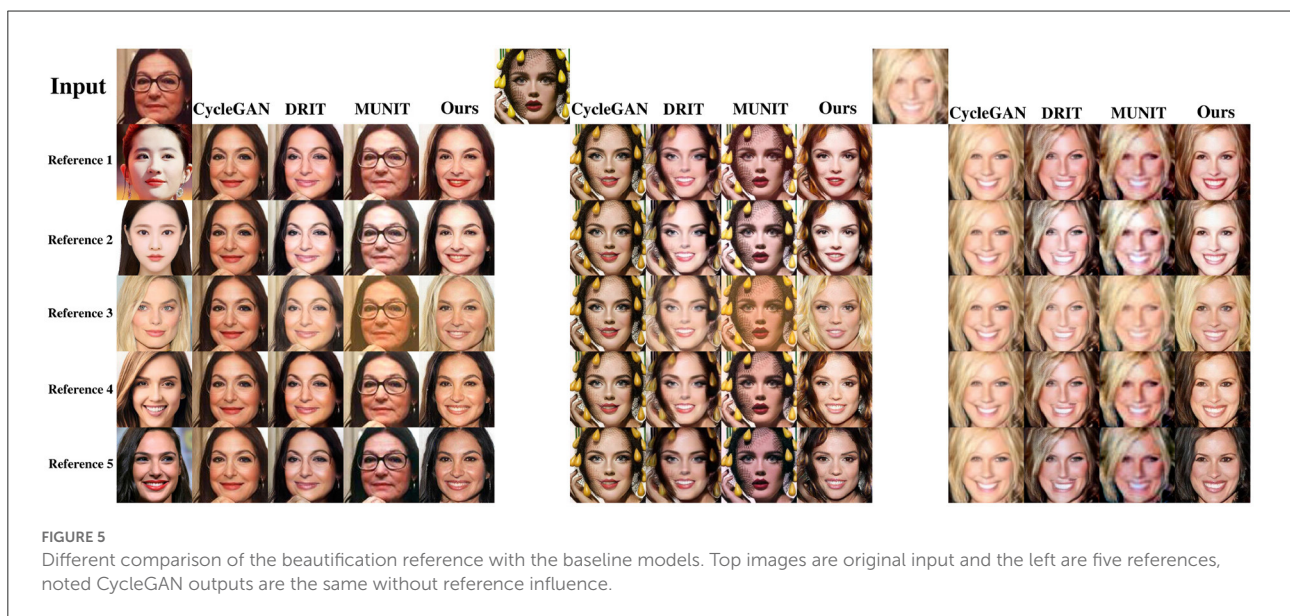 Input
CycleGAN DRIT MUNIT Ours CycleGAN DRIT MUNIT Ours CycleGAN DRIT MUNIT Ours
Reference 1
Reference 2
Reference 3
Reference 4
Reference 5
FIGURE 5
Different comparison of the beautification reference with the baseline models. Top images are original input and the left are five references,
noted CycleGAN outputs are the same without reference influence.